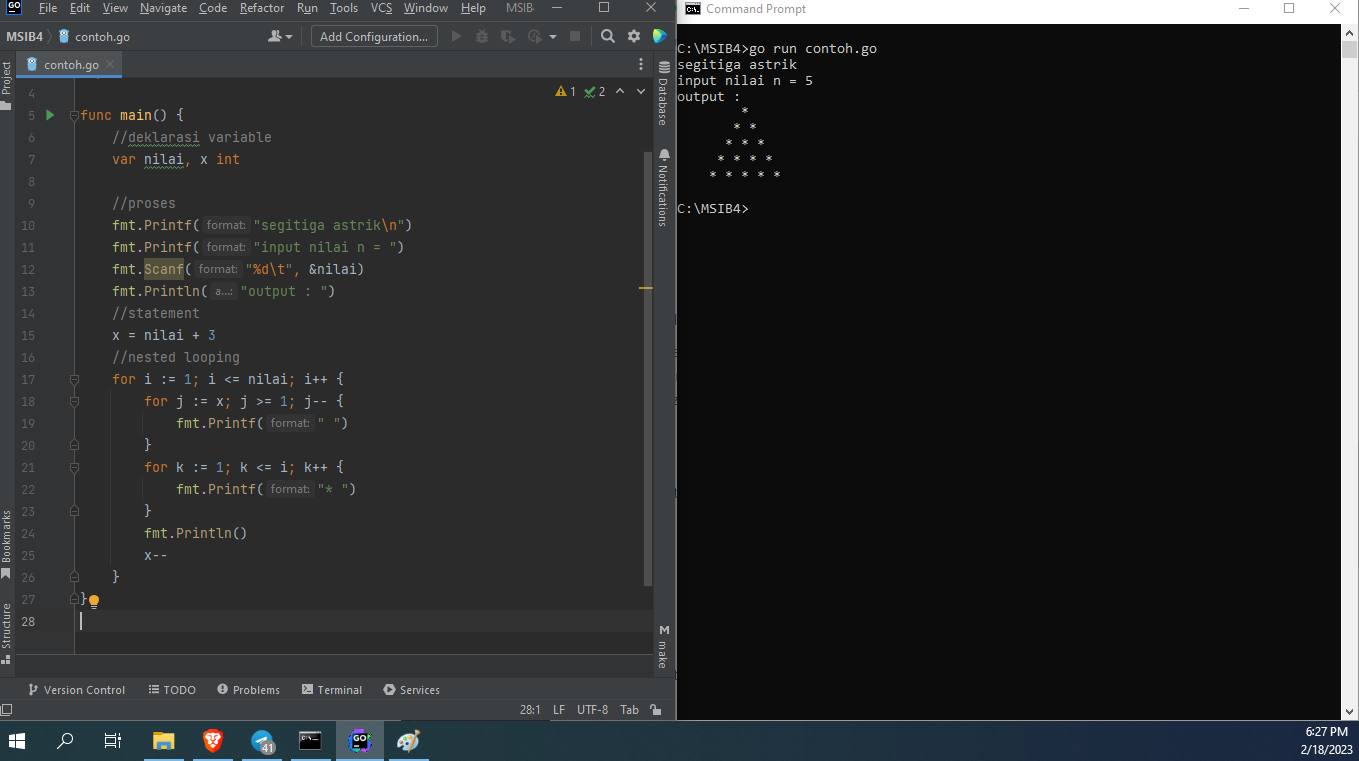 GO File Edit View Navigate Code Refactor Run Tools VCS Window Help MSIB
MSIB4 contoh.go Add Configuration...
contoh.go
Project
4
5 func main() {
6 //deklarasi variable
7 var nilai, x int
8
9 //proses
10 fmt.Printf( format: "segitiga astrik\n")
11 fmt.Printf( format: "input nilai n = ")
12 fmt.Scanf( format: "%d\t", &nilai)
13 fmt.Println( a...: "output : ")
14 //statement
15 x = nilai + 3
16 //nested looping
17 for i := 1; i <= nilai; i++ {
18 for j := x; j >= 1; j-- {
19 fmt.Printf( format: " ")
20 }
21 for k := 1; k <= i; k++ {
22 fmt.Printf( format: "* ")
23 }
24 fmt.Println()
25 x--
26 }
27 }
28
1 2
Database
Notifications
M make
Bookmarks
Structure
Version Control TODO Problems Terminal Services
28:1 LF UTF-8 Tab
C:\. Command Prompt
C:\MSIB4>go run contoh.go
segitiga astrik
input nilai n = 5
output :
*
* *
* * *
* * * *
* * * * *
C:\MSIB4>
41
GO
6:27 PM
2/18/2023